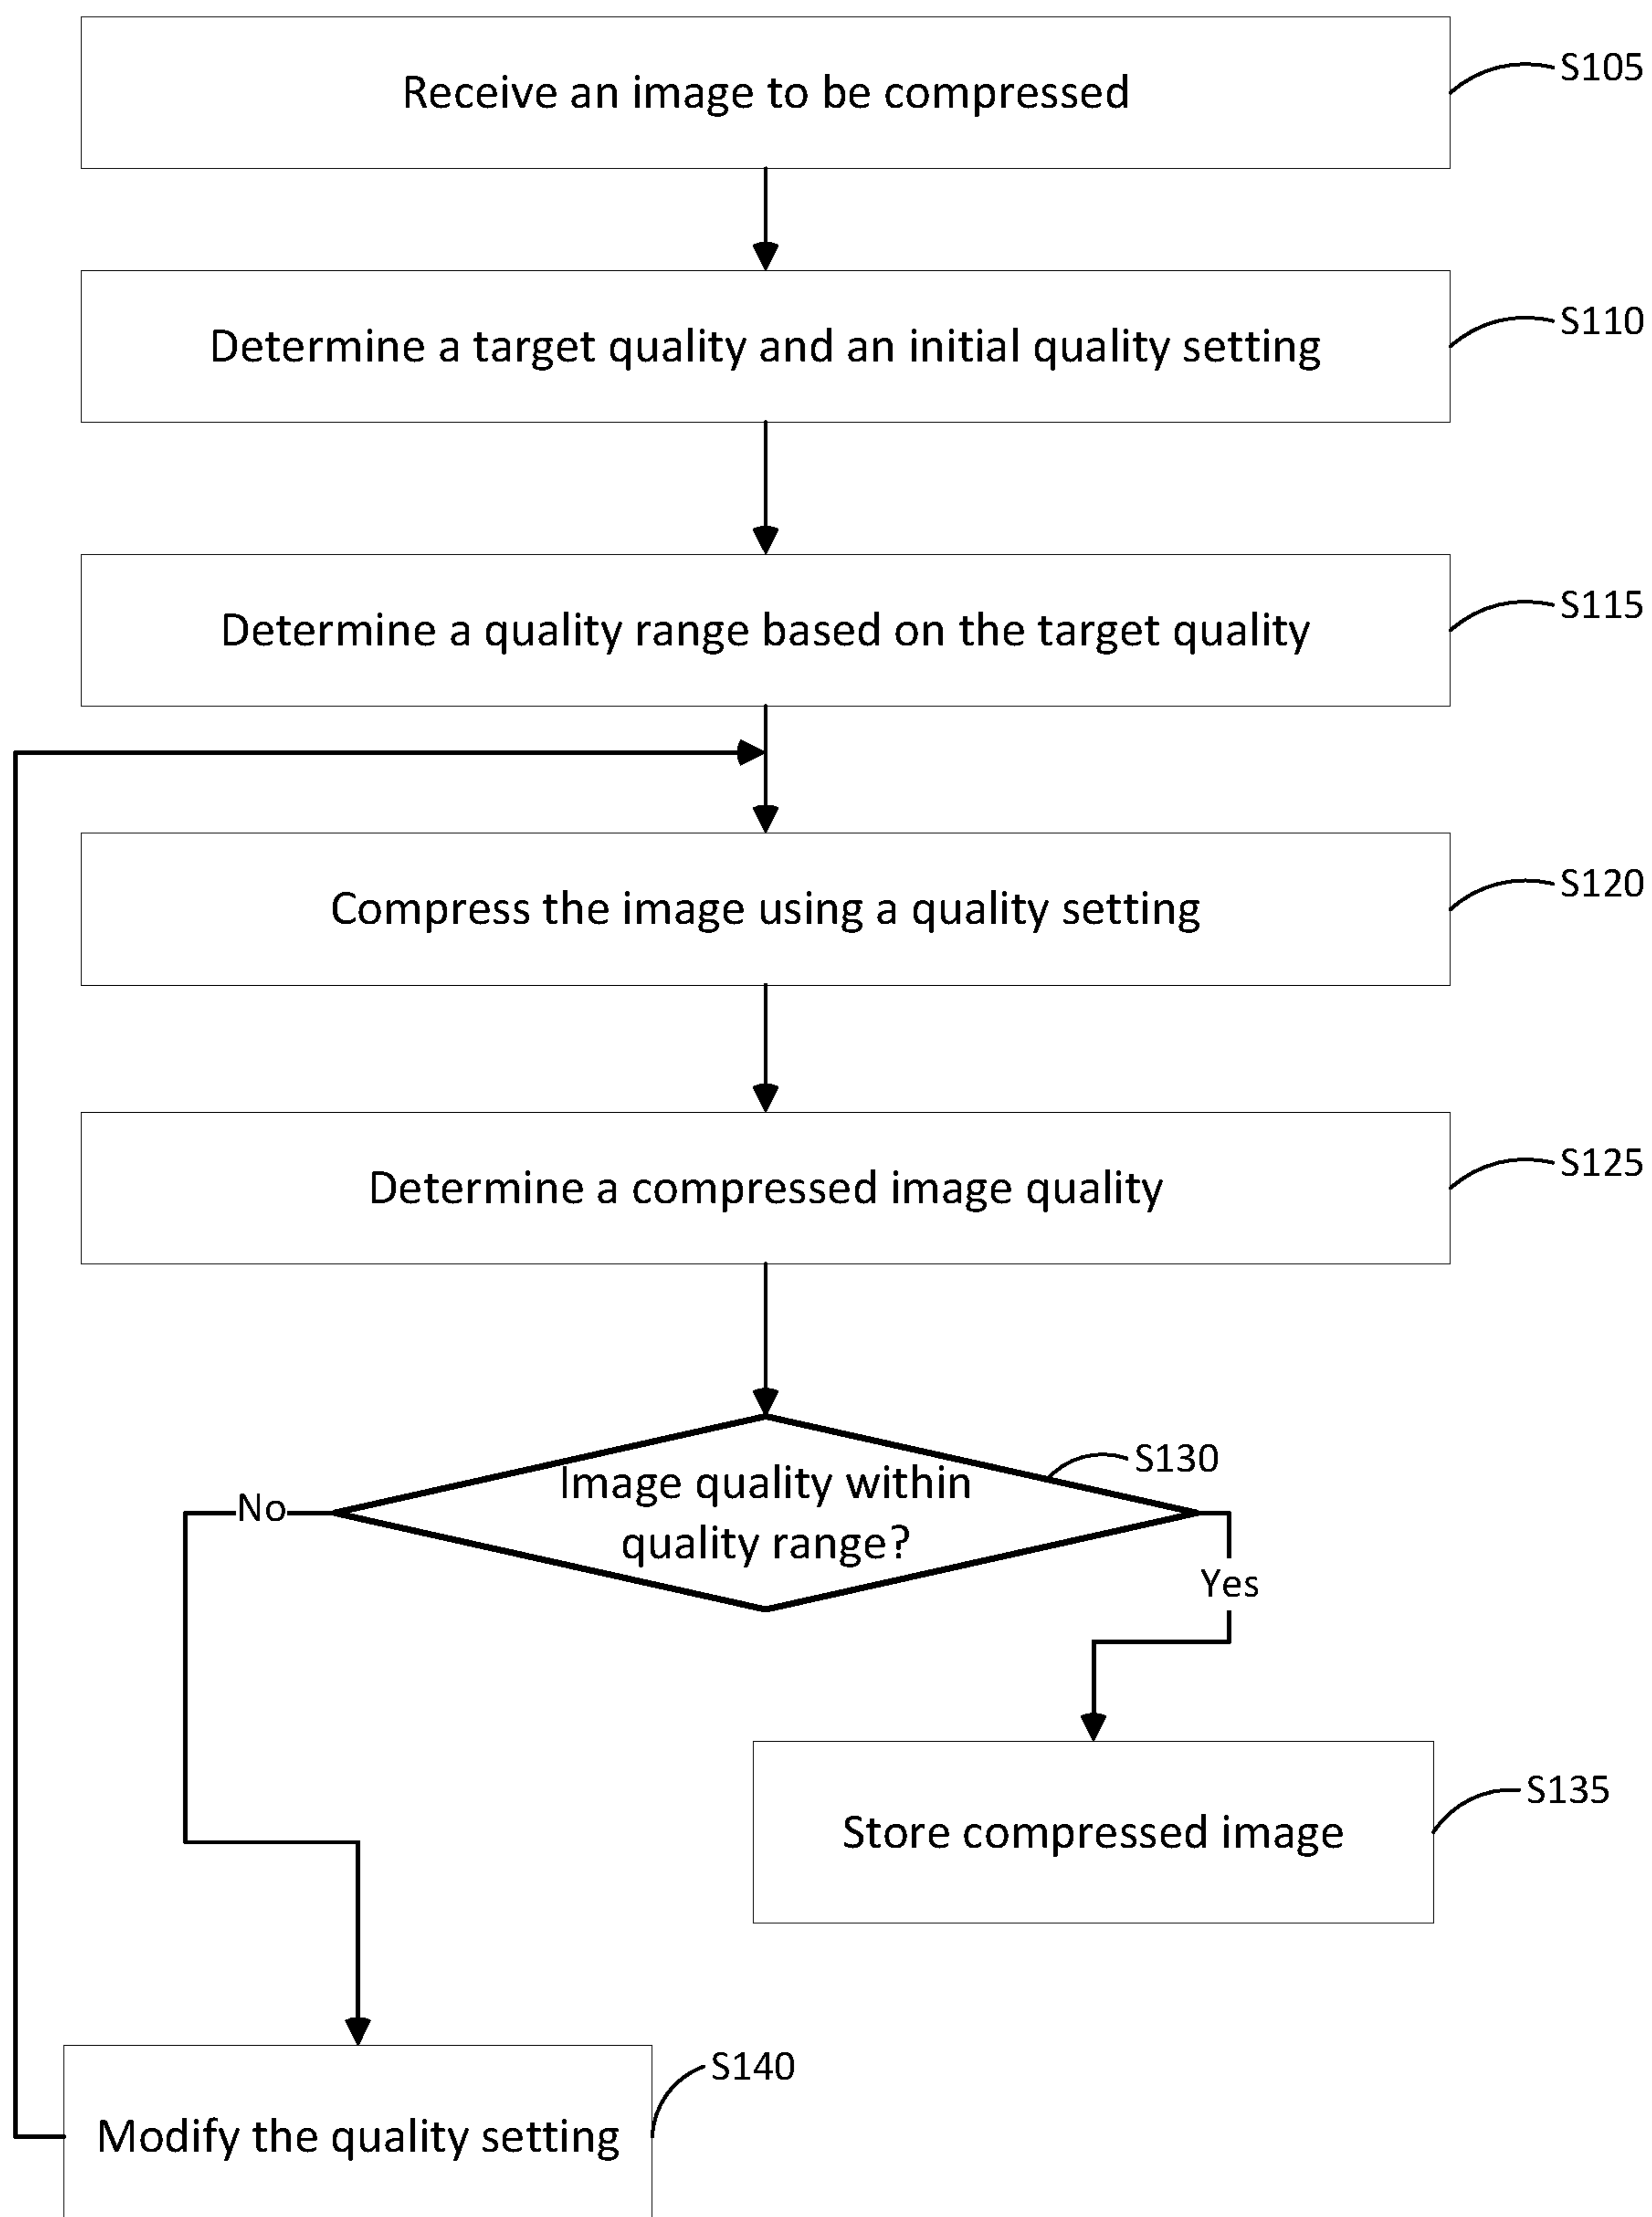 Receive an image to be compressed
S105
Determine a target quality and an initial quality setting
S110
Determine a quality range based on the target quality
S115
Compress the image using a quality setting
S120
Determine a compressed image quality
S125
Image quality within
quality range?
S130
No
Yes
Store compressed image
S135
Modify the quality setting
S140